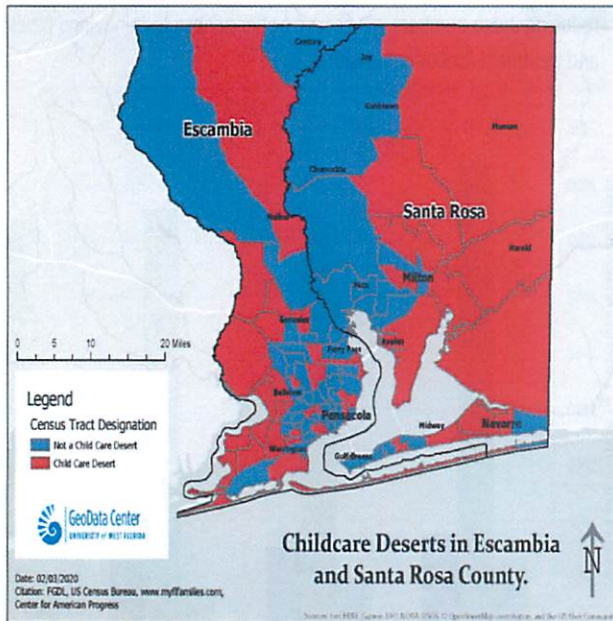 Century
Jay
Escambia
Munson
Chumuckla
Santa Rosa
Molino
Harold
Milton
Pace
Gonzalez
0 5 10 20 Miles
Ferry Pass
Bellview
Pensacola
Midway
Navarre
Warrington
Gulf Breeze
Legend
Census Tract Designation
Not a Child Care Desert
Child Care Desert
GeoData Center
UNIVERSITY of WEST FLORIDA
Childcare Deserts in Escambia
and Santa Rosa County.
N
Date: 02/03/2020
Citation: FGDL, US Census Bureau, www.myflfamilies.com,
Center for American Progress